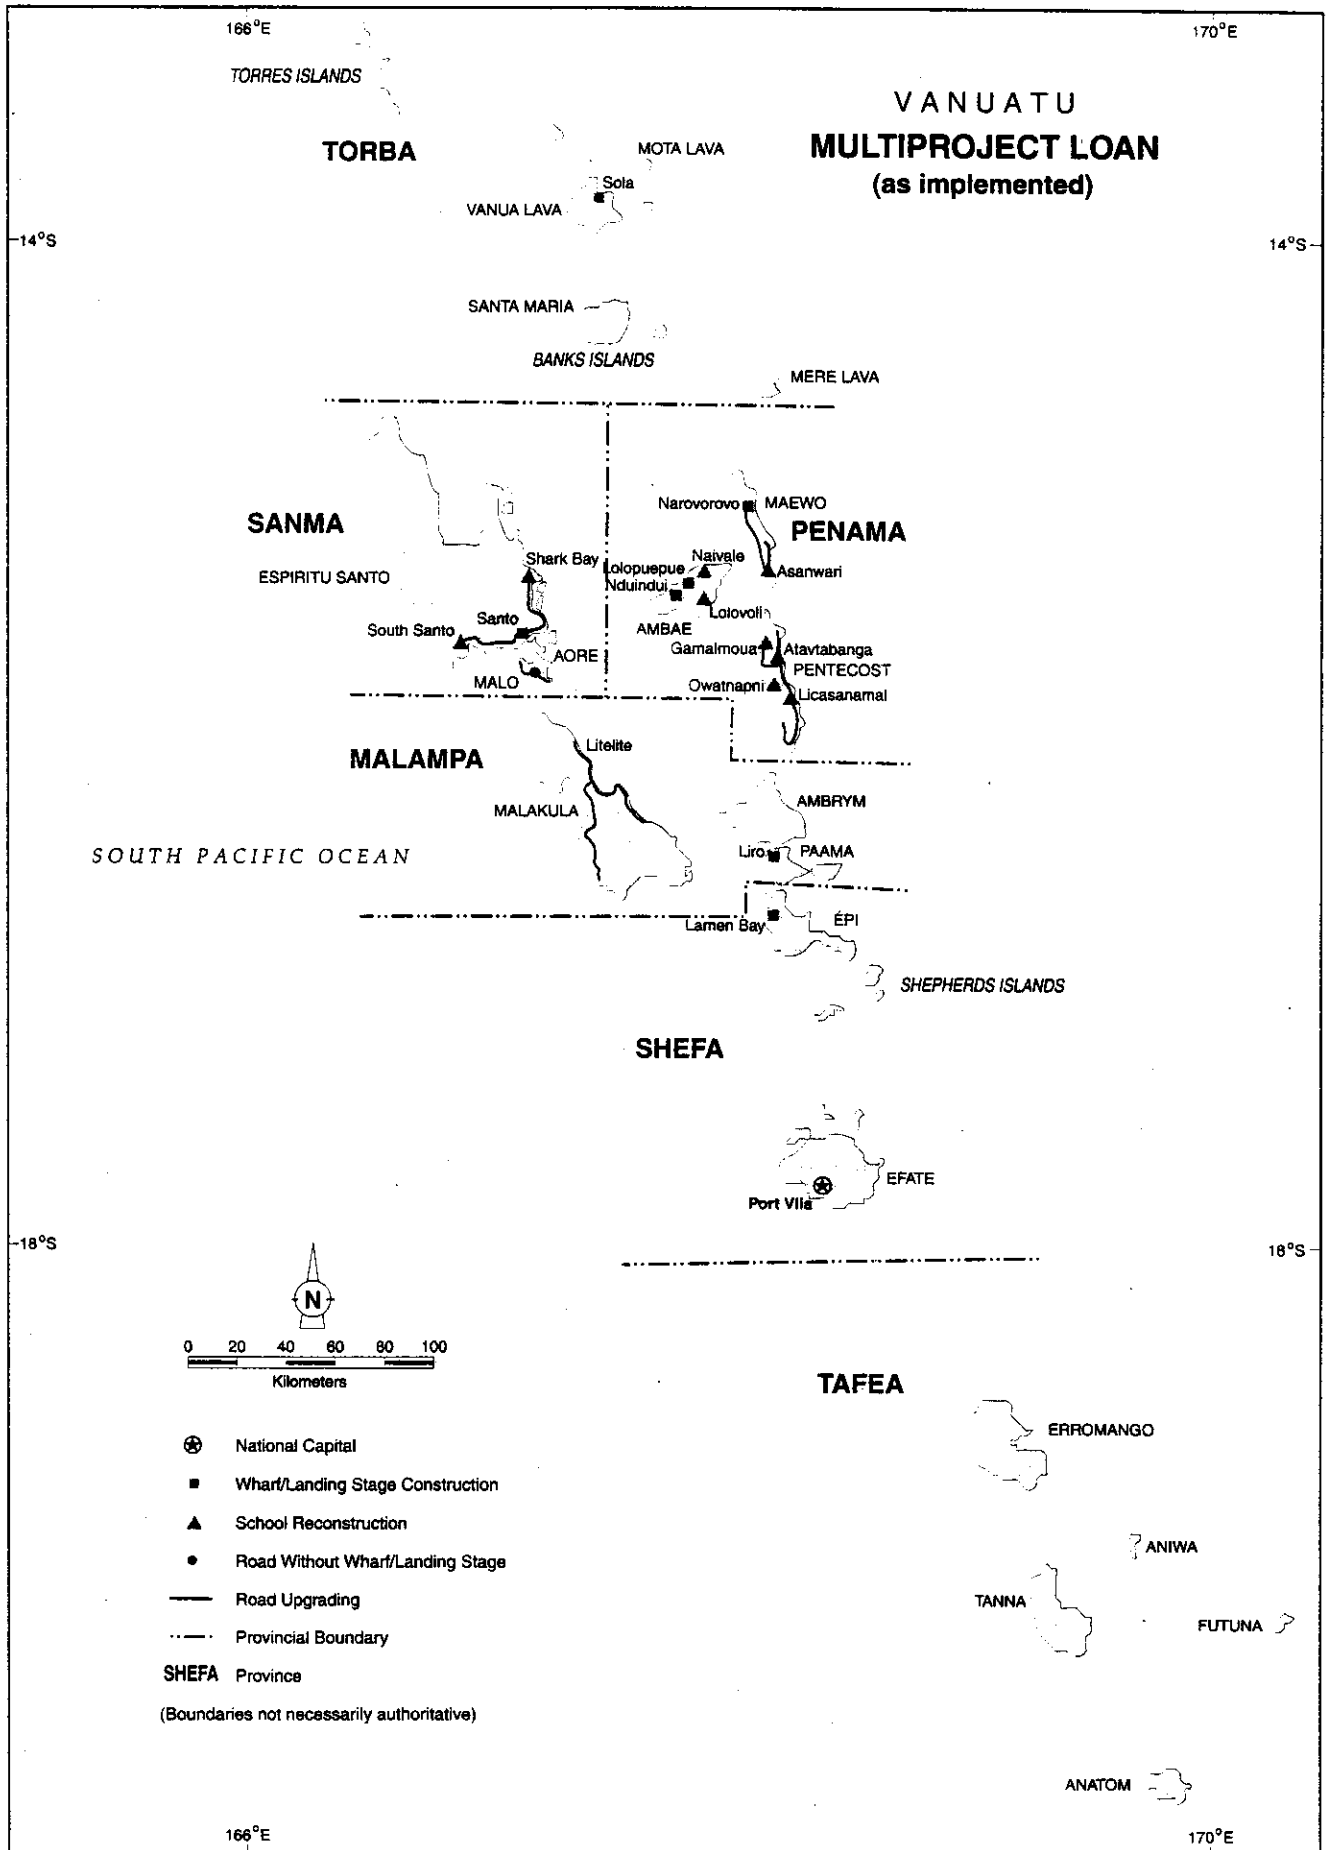 166°E
170°E
TORRES ISLANDS
VANUATU
MULTIPROJECT LOAN
(as implemented)
TORBA
MOTA LAVA
Sola
VANUA LAVA
14°S
14°S
SANTA MARIA
BANKS ISLANDS
MERE LAVA
Narovorovo
MAEWO
SANMA
PENAMA
Shark Bay
Naivale
Lolopuepue
Asanwari
ESPIRITU SANTO
Nduindui
Lolovoli
Santo
AMBAE
South Santo
Gamalmoua
Atavtabanga
AORE
PENTECOST
MALO
Owatnapni
Licasanamal
Litelite
MALAMPA
AMBRYM
MALAKULA
SOUTH PACIFIC OCEAN
Liro
PAAMA
Lamen Bay
ÉPI
SHEPHERDS ISLANDS
SHEFA
EFATE
Port Vila
18°S
18°S
N
0 20 40 60 80 100
Kilometers
TAFEA
ERROMANGO
National Capital
Wharf/Landing Stage Construction
School Reconstruction
Road Without Wharf/Landing Stage
ANIWA
Road Upgrading
TANNA
FUTUNA
Provincial Boundary
SHEFA Province
(Boundaries not necessarily authoritative)
ANATOM
166°E
170°E